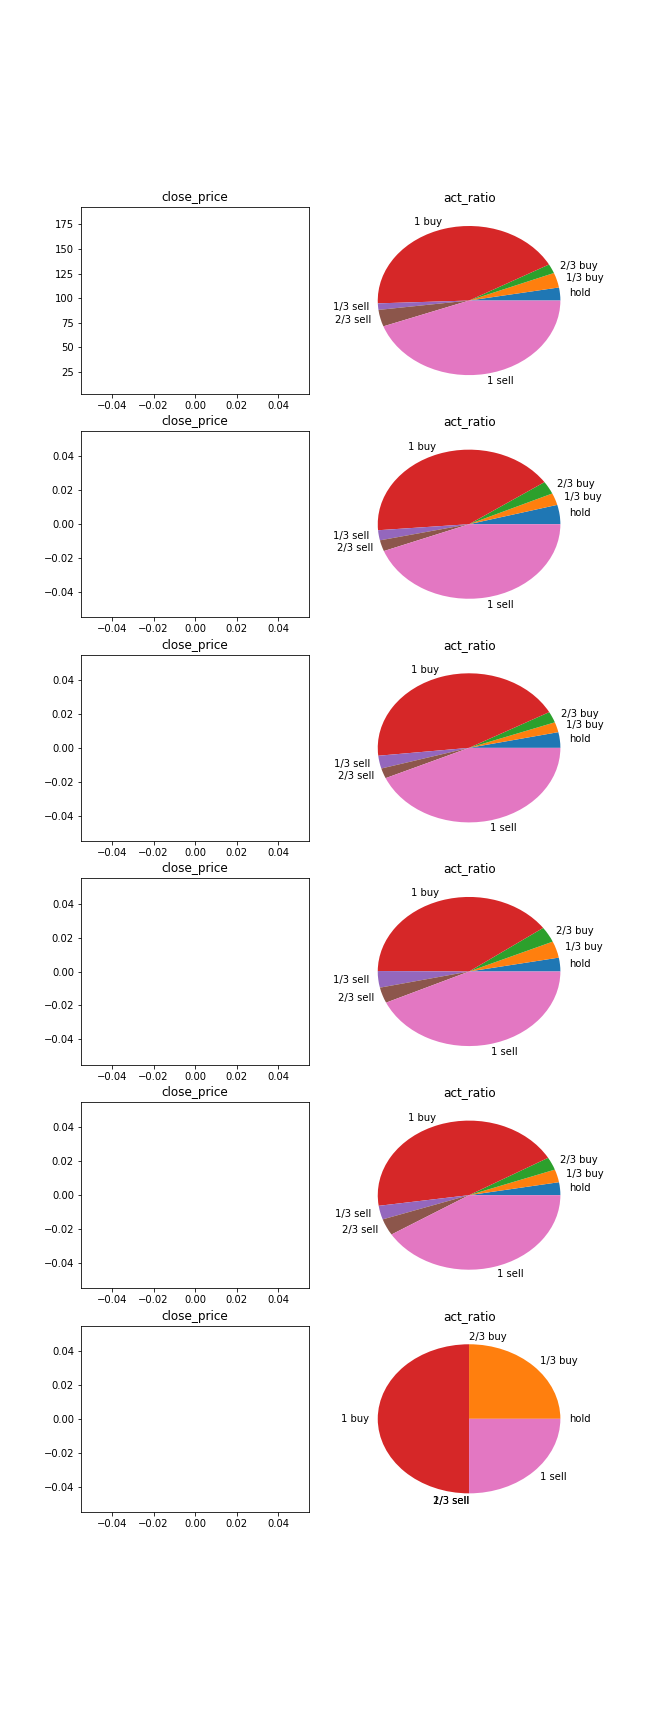 close_price
175
150
125
100
75
50
25
−0.04 −0.02 0.00 0.02 0.04
act_ratio
1 buy
2/3 buy
1/3 buy
hold
1/3 sell
2/3 sell
1 sell
close_price
0.04
0.02
0.00
−0.02
−0.04
−0.04 −0.02 0.00 0.02 0.04
act_ratio
1 buy
2/3 buy
1/3 buy
hold
1/3 sell
2/3 sell
1 sell
close_price
0.04
0.02
0.00
−0.02
−0.04
−0.04 −0.02 0.00 0.02 0.04
act_ratio
1 buy
2/3 buy
1/3 buy
hold
1/3 sell
2/3 sell
1 sell
close_price
0.04
0.02
0.00
−0.02
−0.04
−0.04 −0.02 0.00 0.02 0.04
act_ratio
1 buy
2/3 buy
1/3 buy
hold
1/3 sell
2/3 sell
1 sell
close_price
0.04
0.02
0.00
−0.02
−0.04
−0.04 −0.02 0.00 0.02 0.04
act_ratio
1 buy
2/3 buy
1/3 buy
hold
1/3 sell
2/3 sell
1 sell
close_price
0.04
0.02
0.00
−0.02
−0.04
−0.04 −0.02 0.00 0.02 0.04
act_ratio
2/3 buy
1/3 buy
1 buy
hold
1 sell